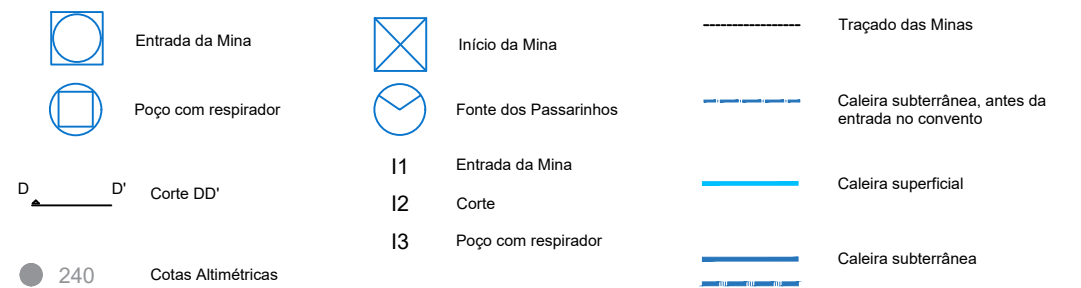 Entrada da Mina
Poço com respirador
D D' Corte DD'
240 Cotas Altimétricas
Início da Mina
Fonte dos Passarinhos
I1 Entrada da Mina
I2 Corte
I3 Poço com respirador
Traçado das Minas
Caleira subterrânea, antes da
entrada no convento
Caleira superficial
Caleira subterrânea